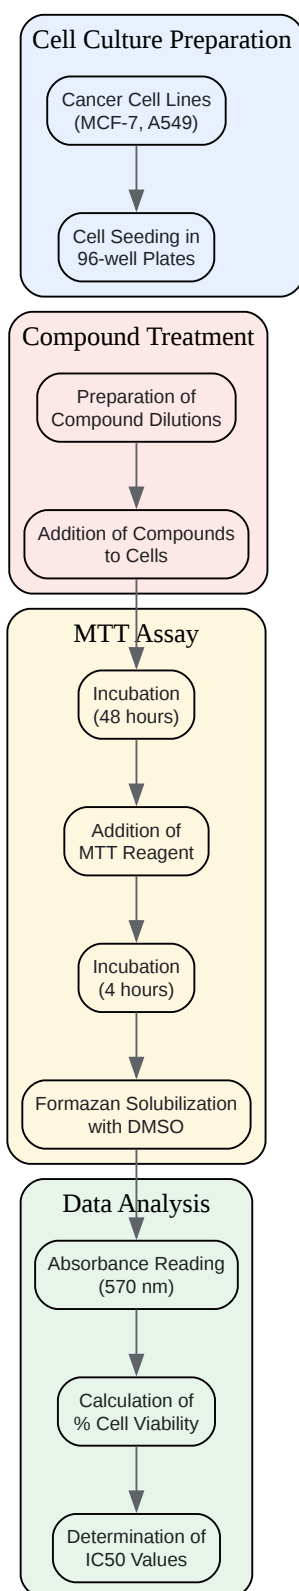 Cell Culture Preparation
Cancer Cell Lines
(MCF-7, A549)
Cell Seeding in
96-well Plates
Compound Treatment
Preparation of
Compound Dilutions
Addition of Compounds
to Cells
MTT Assay
Incubation
(48 hours)
Addition of
MTT Reagent
Incubation
(4 hours)
Formazan Solubilization
with DMSO
Data Analysis
Absorbance Reading
(570 nm)
Calculation of
% Cell Viability
Determination of
IC50 Values